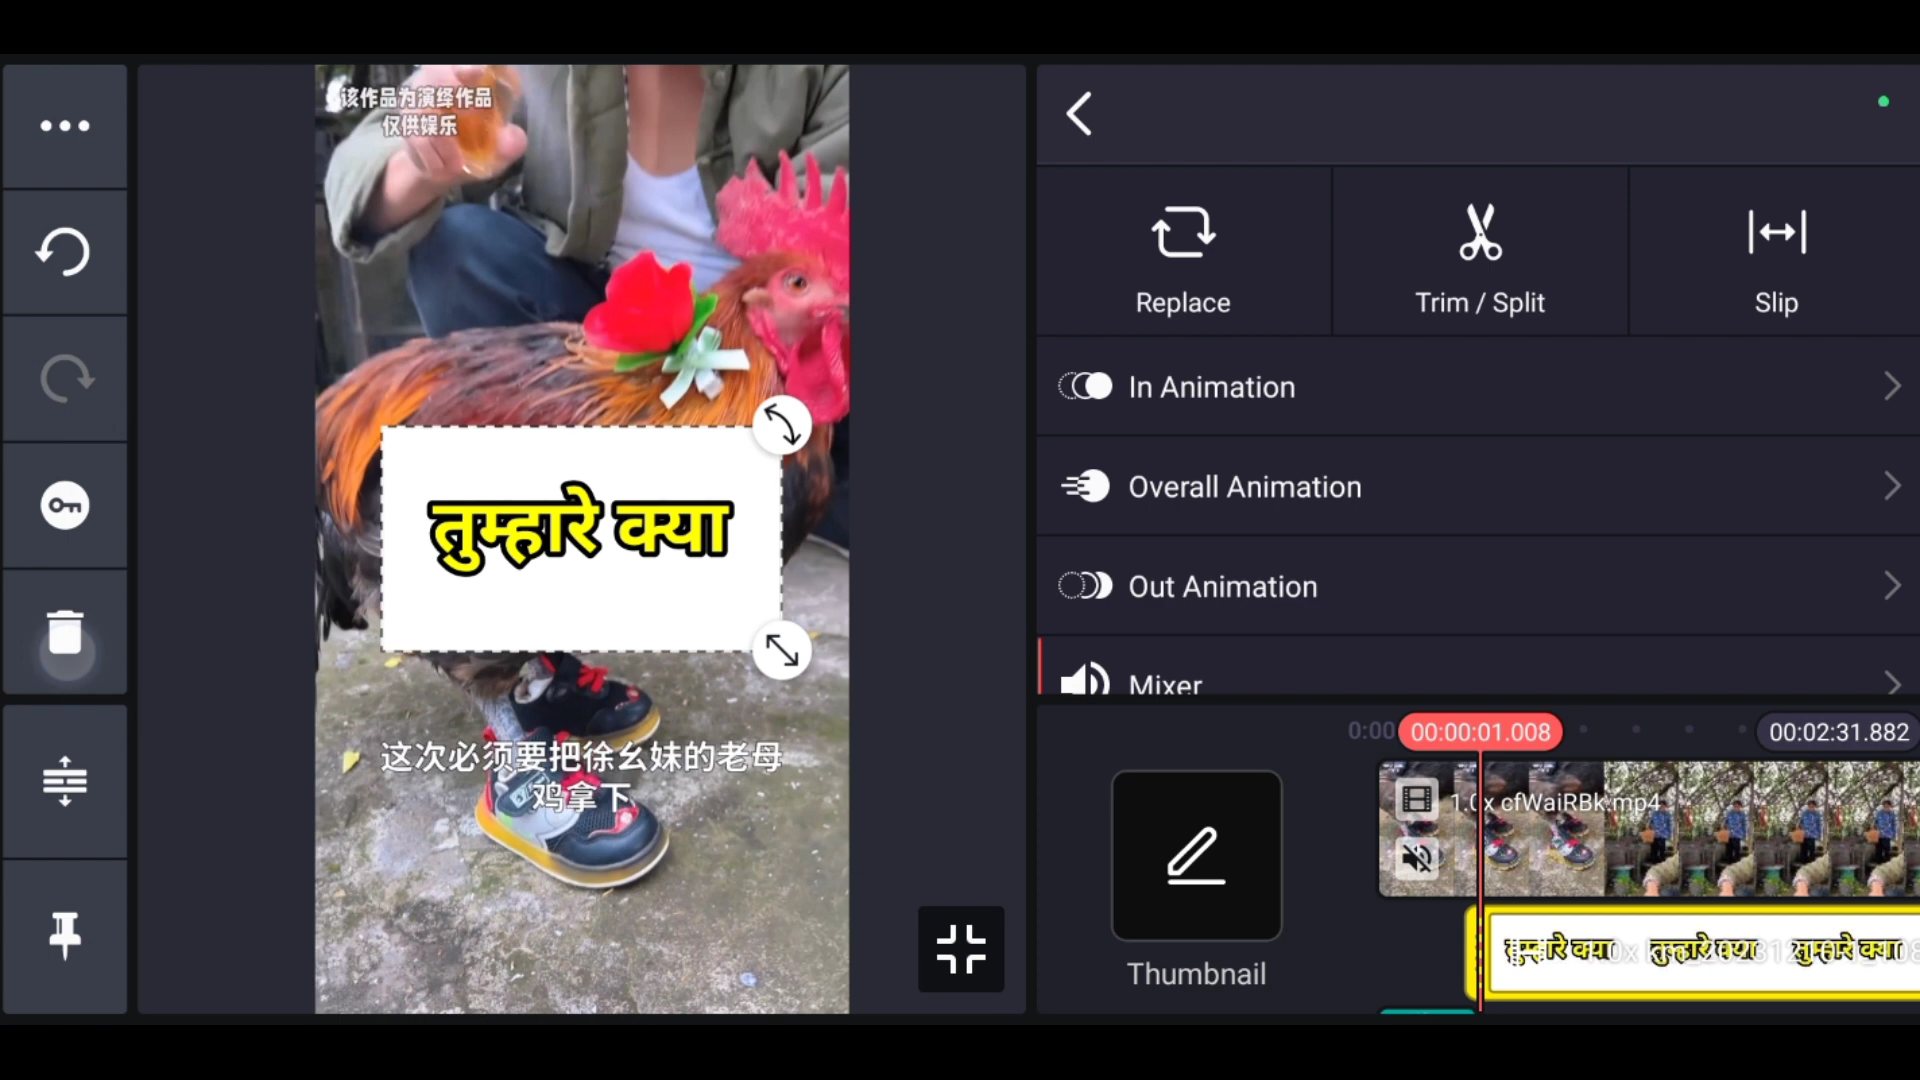 该作品为演绎作品
仅供娱乐
तुम्हारे क्या
这次必须要把徐幺妹的老母
鸡拿下
Replace
Trim / Split
Slip
In Animation
Overall Animation
Out Animation
Mixer
0:00
00:00:01.008
00:02:31.882
1.0x cfWaiRBk.mp4
Thumbnail
तुम्हारे क्या तुम्हारे क्या तुम्हारे क्या